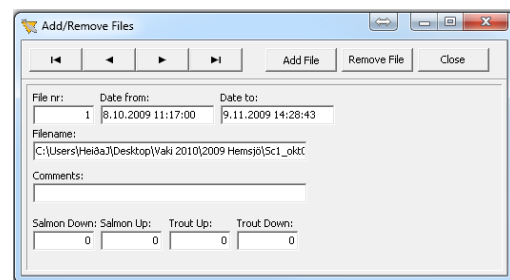 Add/Remove Files
Add File Remove File Close
File nr: Date from: Date to:
1 8.10.2009 11:17:00 9.11.2009 14:28:43
Filename:
C:\Users\HeiðaJ\Desktop\Vaki 2010\2009 Hemsjö\Sc1_okt0
Comments:
Salmon Down: Salmon Up: Trout Up: Trout Down:
0 0 0 0